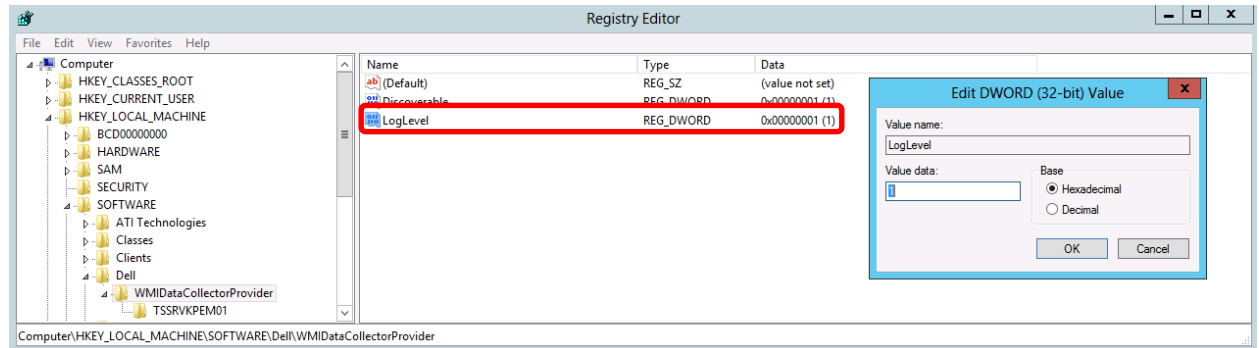 Registry Editor
File Edit View Favorites Help
Computer
HKEY_CLASSES_ROOT
HKEY_CURRENT_USER
HKEY_LOCAL_MACHINE
BCD00000000
HARDWARE
SAM
SECURITY
SOFTWARE
ATI Technologies
Classes
Clients
Dell
WMIDataCollectorProvider
TSSRVKPEM01
Name Type Data
ab (Default) REG_SZ (value not set)
Discoverable REG_DWORD 0x00000001 (1)
LogLevel REG_DWORD 0x00000001 (1)
Edit DWORD (32-bit) Value
Value name:
LogLevel
Value data:
1
Base
Hexadecimal
Decimal
OK Cancel
Computer\HKEY_LOCAL_MACHINE\SOFTWARE\Dell\WMIDataCollectorProvider